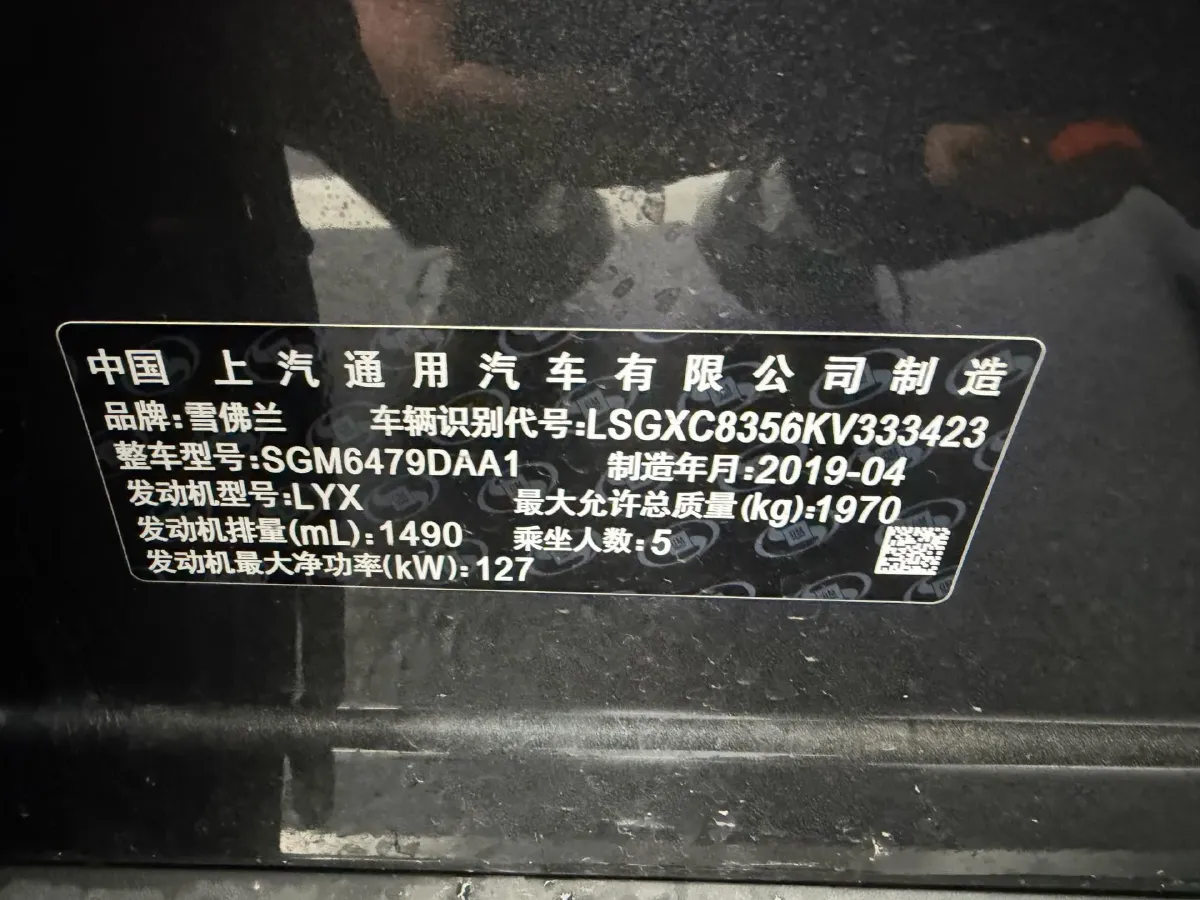 中国 上汽通用汽车有限公司制造
品牌:雪佛兰 车辆识别代号:LSGXC8356KV333423
整车型号:SGM6479DAA1 制造年月:2019-04
发动机型号:LYX 最大允许总质量(kg):1970
发动机排量(mL):1490 乘坐人数:5
发动机最大净功率(kW):127